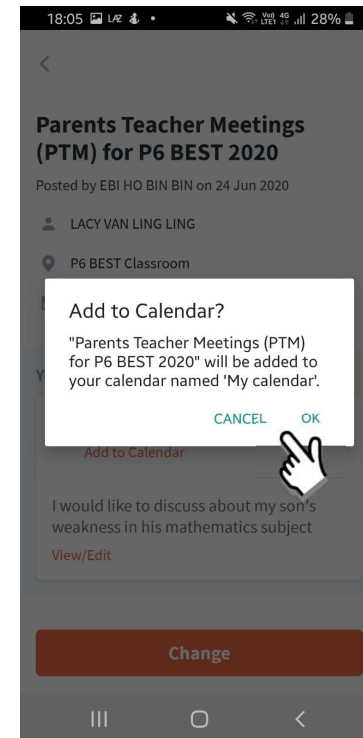 18:05 LAZ 28%
Parents Teacher Meetings
(PTM) for P6 BEST 2020
Posted by EBI HO BIN BIN on 24 Jun 2020
LACY VAN LING LING
P6 BEST Classroom
Add to Calendar?
"Parents Teacher Meetings (PTM)
for P6 BEST 2020" will be added to
your calendar named 'My calendar'.
CANCEL OK
Add to Calendar
I would like to discuss about my son's
weakness in his mathematics subject
View/Edit
Change